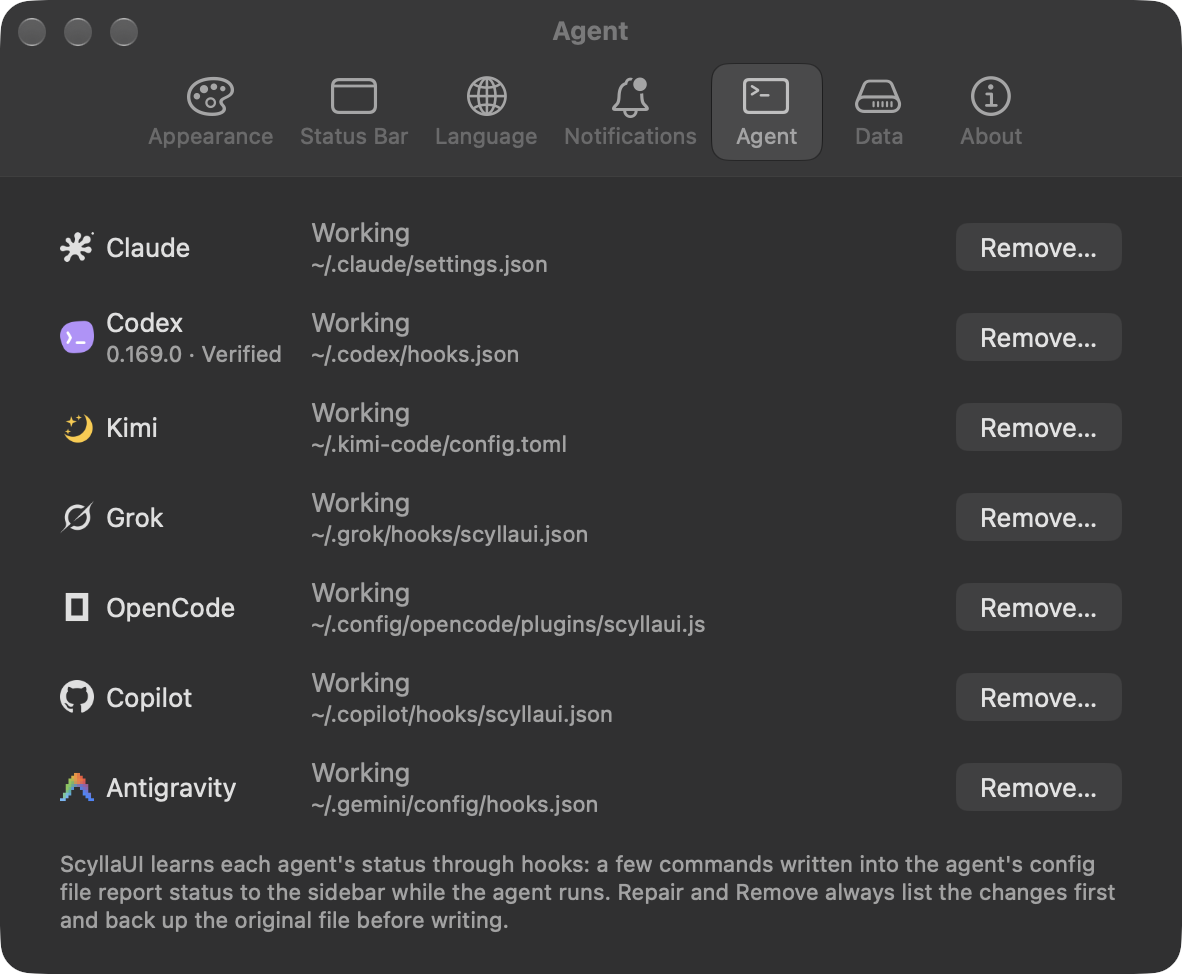 Agent
Appearance
Status Bar
Language
Notifications
Agent
Data
About
Claude
Working
~/.claude/settings.json
Remove...
Codex
0.169.0 · Verified
Working
~/.codex/hooks.json
Remove...
Kimi
Working
~/.kimi-code/config.toml
Remove...
Grok
Working
~/.grok/hooks/scyllaui.json
Remove...
OpenCode
Working
~/.config/opencode/plugins/scyllaui.js
Remove...
Copilot
Working
~/.copilot/hooks/scyllaui.json
Remove...
Antigravity
Working
~/.gemini/config/hooks.json
Remove...
ScyllaUI learns each agent's status through hooks: a few commands written into the agent's config
file report status to the sidebar while the agent runs. Repair and Remove always list the changes first
and back up the original file before writing.